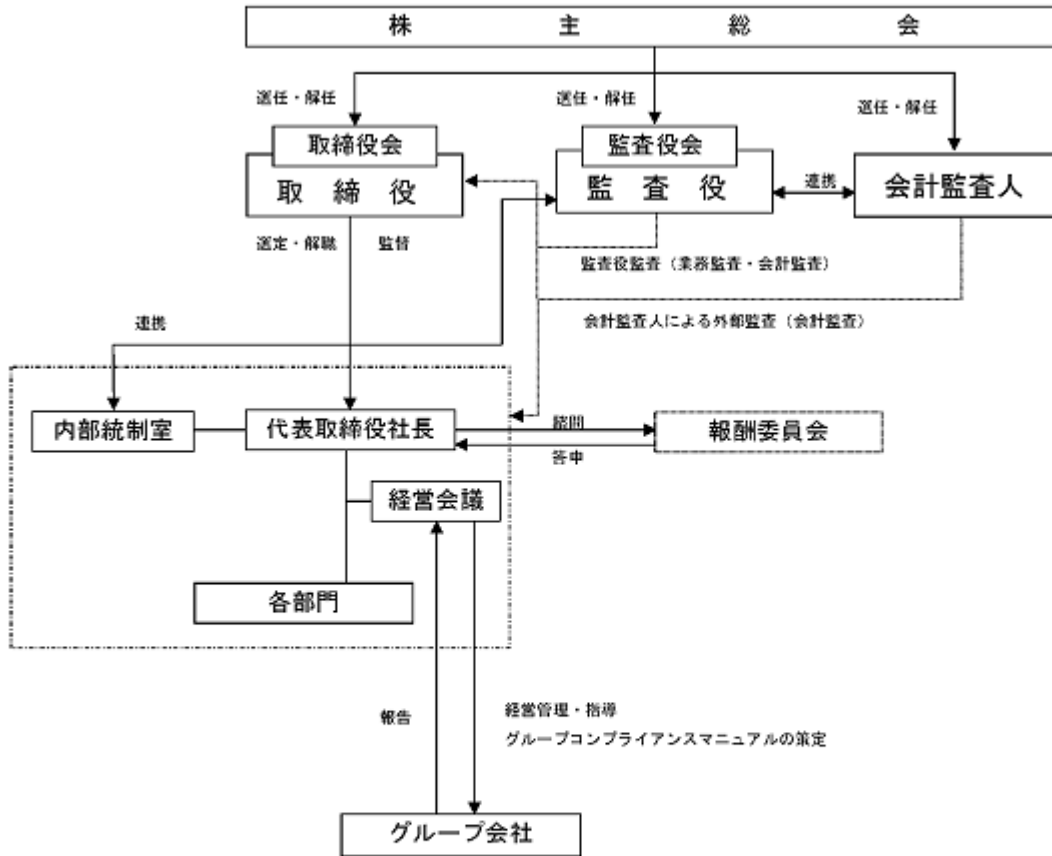 株主総会
選任・解任
選任・解任
選任・解任
取締役会
監査役会
取締役
監査役
連携
会計監査人
選定・解職
監督
監査役監査（業務監査・会計監査）
会計監査人による外部監査（会計監査）
連携
内部統制室
代表取締役社長
諮問
答申
報酬委員会
経営会議
各部門
報告
経営管理・指導
グループコンプライアンスマニュアルの策定
グループ会社